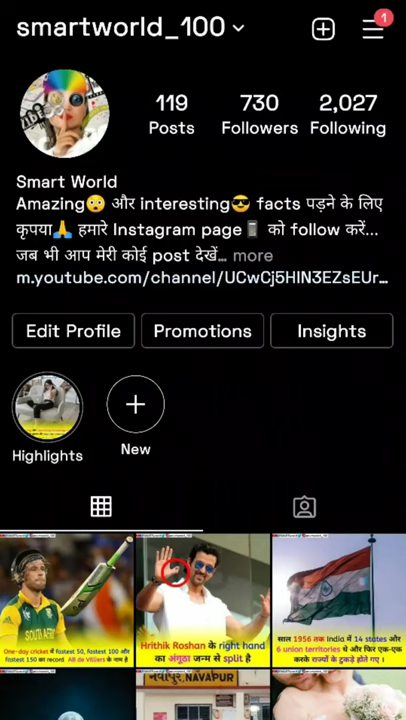 smartworld_100
1
119 730 2,027
Posts Followers Following
Smart World
Amazing😲 और interesting😎 facts पड़ने के लिए
कृपया🙏 हमारे Instagram page📱 को follow करें...
जब भी आप मेरी कोई post देखें... more
m.youtube.com/channel/UCwCj5HIN3EZsEUr...
Edit Profile Promotions Insights
Highlights New
One-day cricket में fastest 50, fastest 100 और
fastest 150 का record AB de Villiers के नाम है
Hrithik Roshan के right hand
का अंगूठा जन्म से split है
साल 1956 तक India में 14 states और
6 union territories थे और फिर एक-एक
करके राज्यों के टुकड़े होते गए ।
नवापुर NAVAPUR